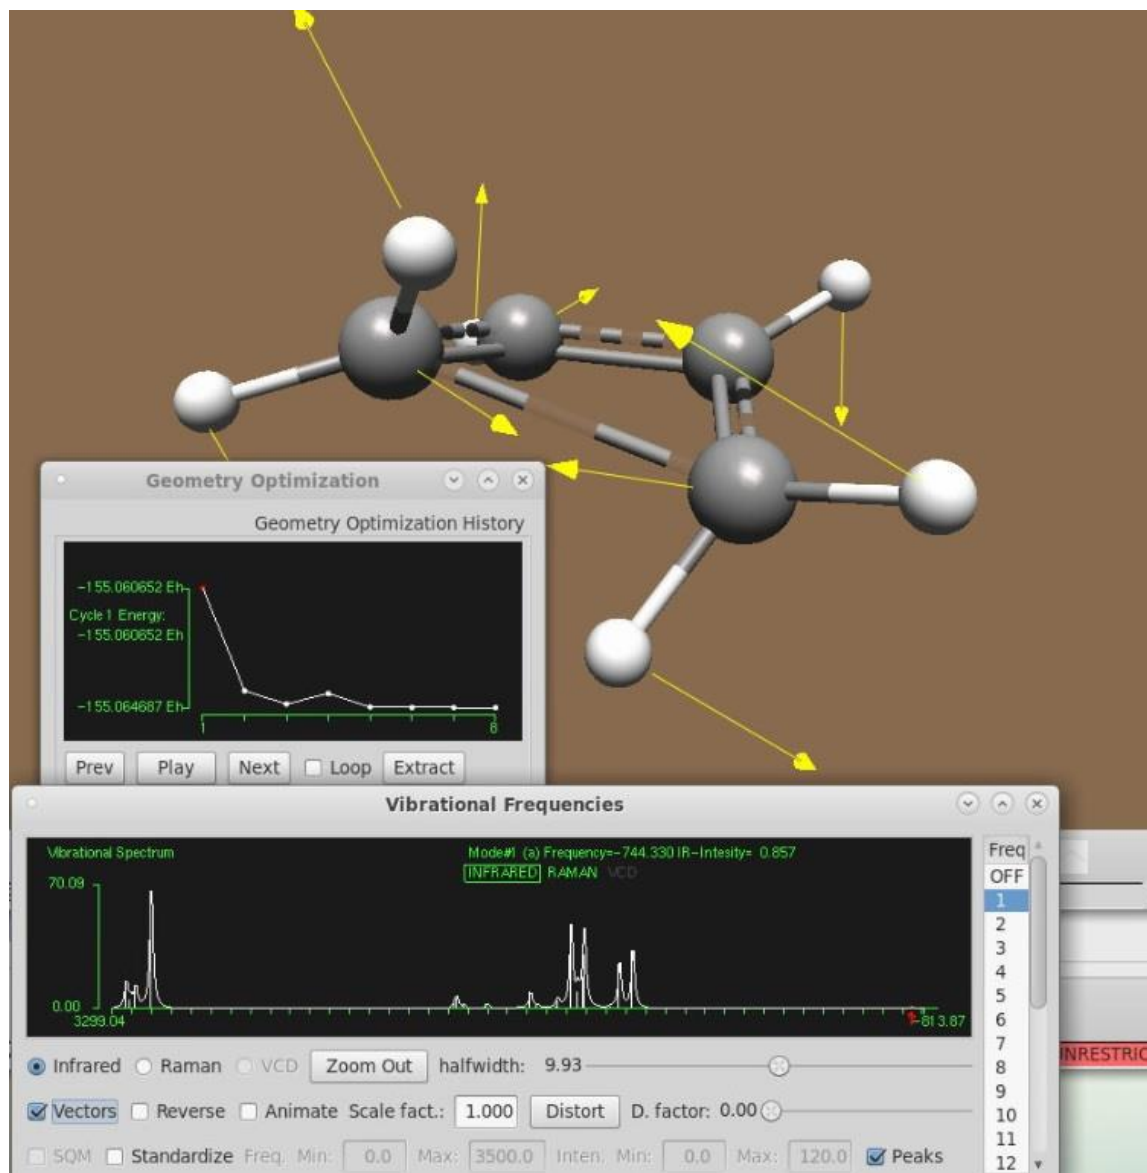 Geometry Optimization
Geometry Optimization History
-155.060652 Eh
Cycle 1 Energy:
-155.060652 Eh
-155.064687 Eh
1 8
Prev Play Next Loop Extract
Vibrational Frequencies
Vibrational Spectrum Mode#1 (a) Frequency=-744.330 IR-Intesity= 0.857
INFRARED RAMAN VCD
70.09
0.00
3299.04 -813.87
Freq
OFF
1
2
3
4
5
6
7
8
9
10
11
12
INRESTRIC
Infrared Raman VCD Zoom Out halfwidth: 9.93
Vectors Reverse Animate Scale fact.: 1.000 Distort D. factor: 0.00
SQM Standardize Freq. Min: 0.0 Max: 3500.0 Inten. Min: 0.0 Max: 120.0 Peaks